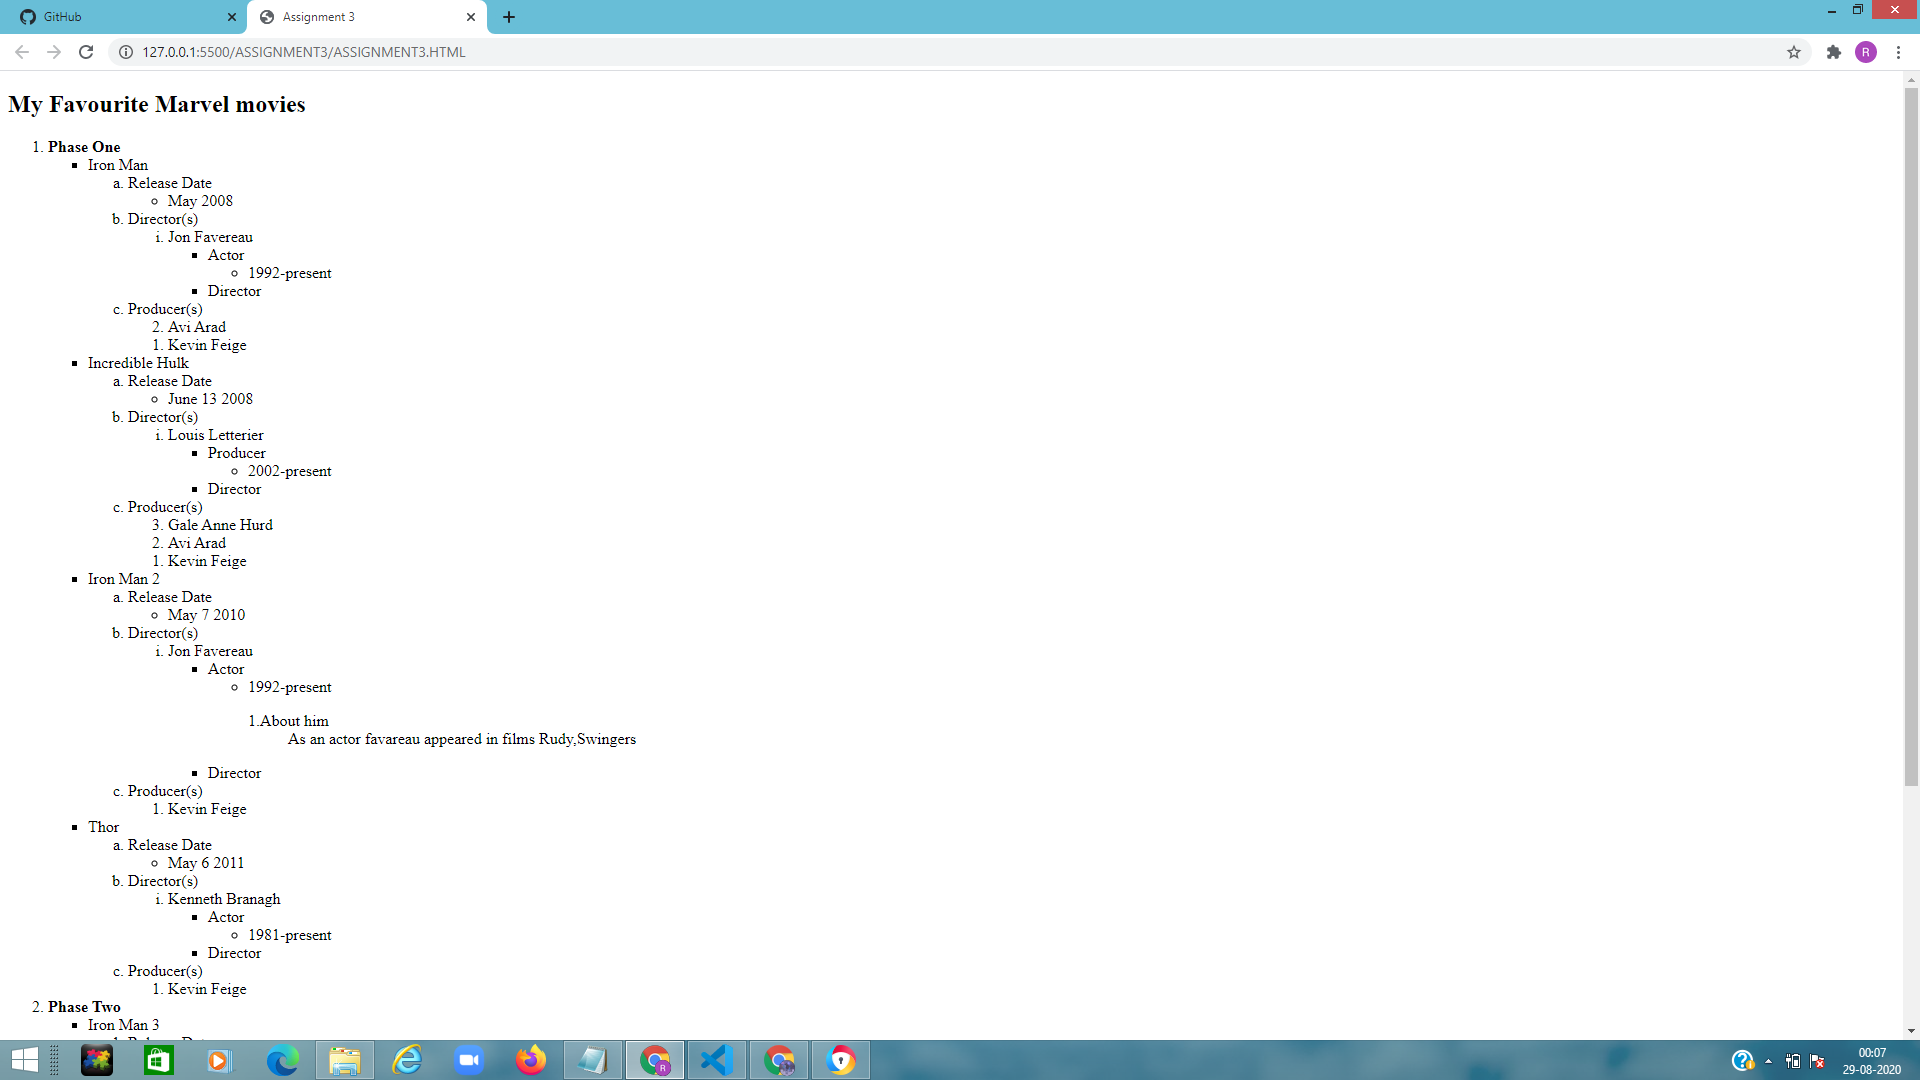 GitHub
Assignment 3
127.0.0.1:5500/ASSIGNMENT3/ASSIGNMENT3.HTML
R
My Favourite Marvel movies
1. Phase One
Iron Man
a. Release Date
May 2008
b. Director(s)
i. Jon Favereau
Actor
1992-present
Director
c. Producer(s)
2. Avi Arad
1. Kevin Feige
Incredible Hulk
a. Release Date
June 13 2008
b. Director(s)
i. Louis Letterier
Producer
2002-present
Director
c. Producer(s)
3. Gale Anne Hurd
2. Avi Arad
1. Kevin Feige
Iron Man 2
a. Release Date
May 7 2010
b. Director(s)
i. Jon Favereau
Actor
1992-present
1.About him
As an actor favareau appeared in films Rudy,Swingers
Director
c. Producer(s)
1. Kevin Feige
Thor
a. Release Date
May 6 2011
b. Director(s)
i. Kenneth Branagh
Actor
1981-present
Director
c. Producer(s)
1. Kevin Feige
2. Phase Two
Iron Man 3
R
00:07
29-08-2020